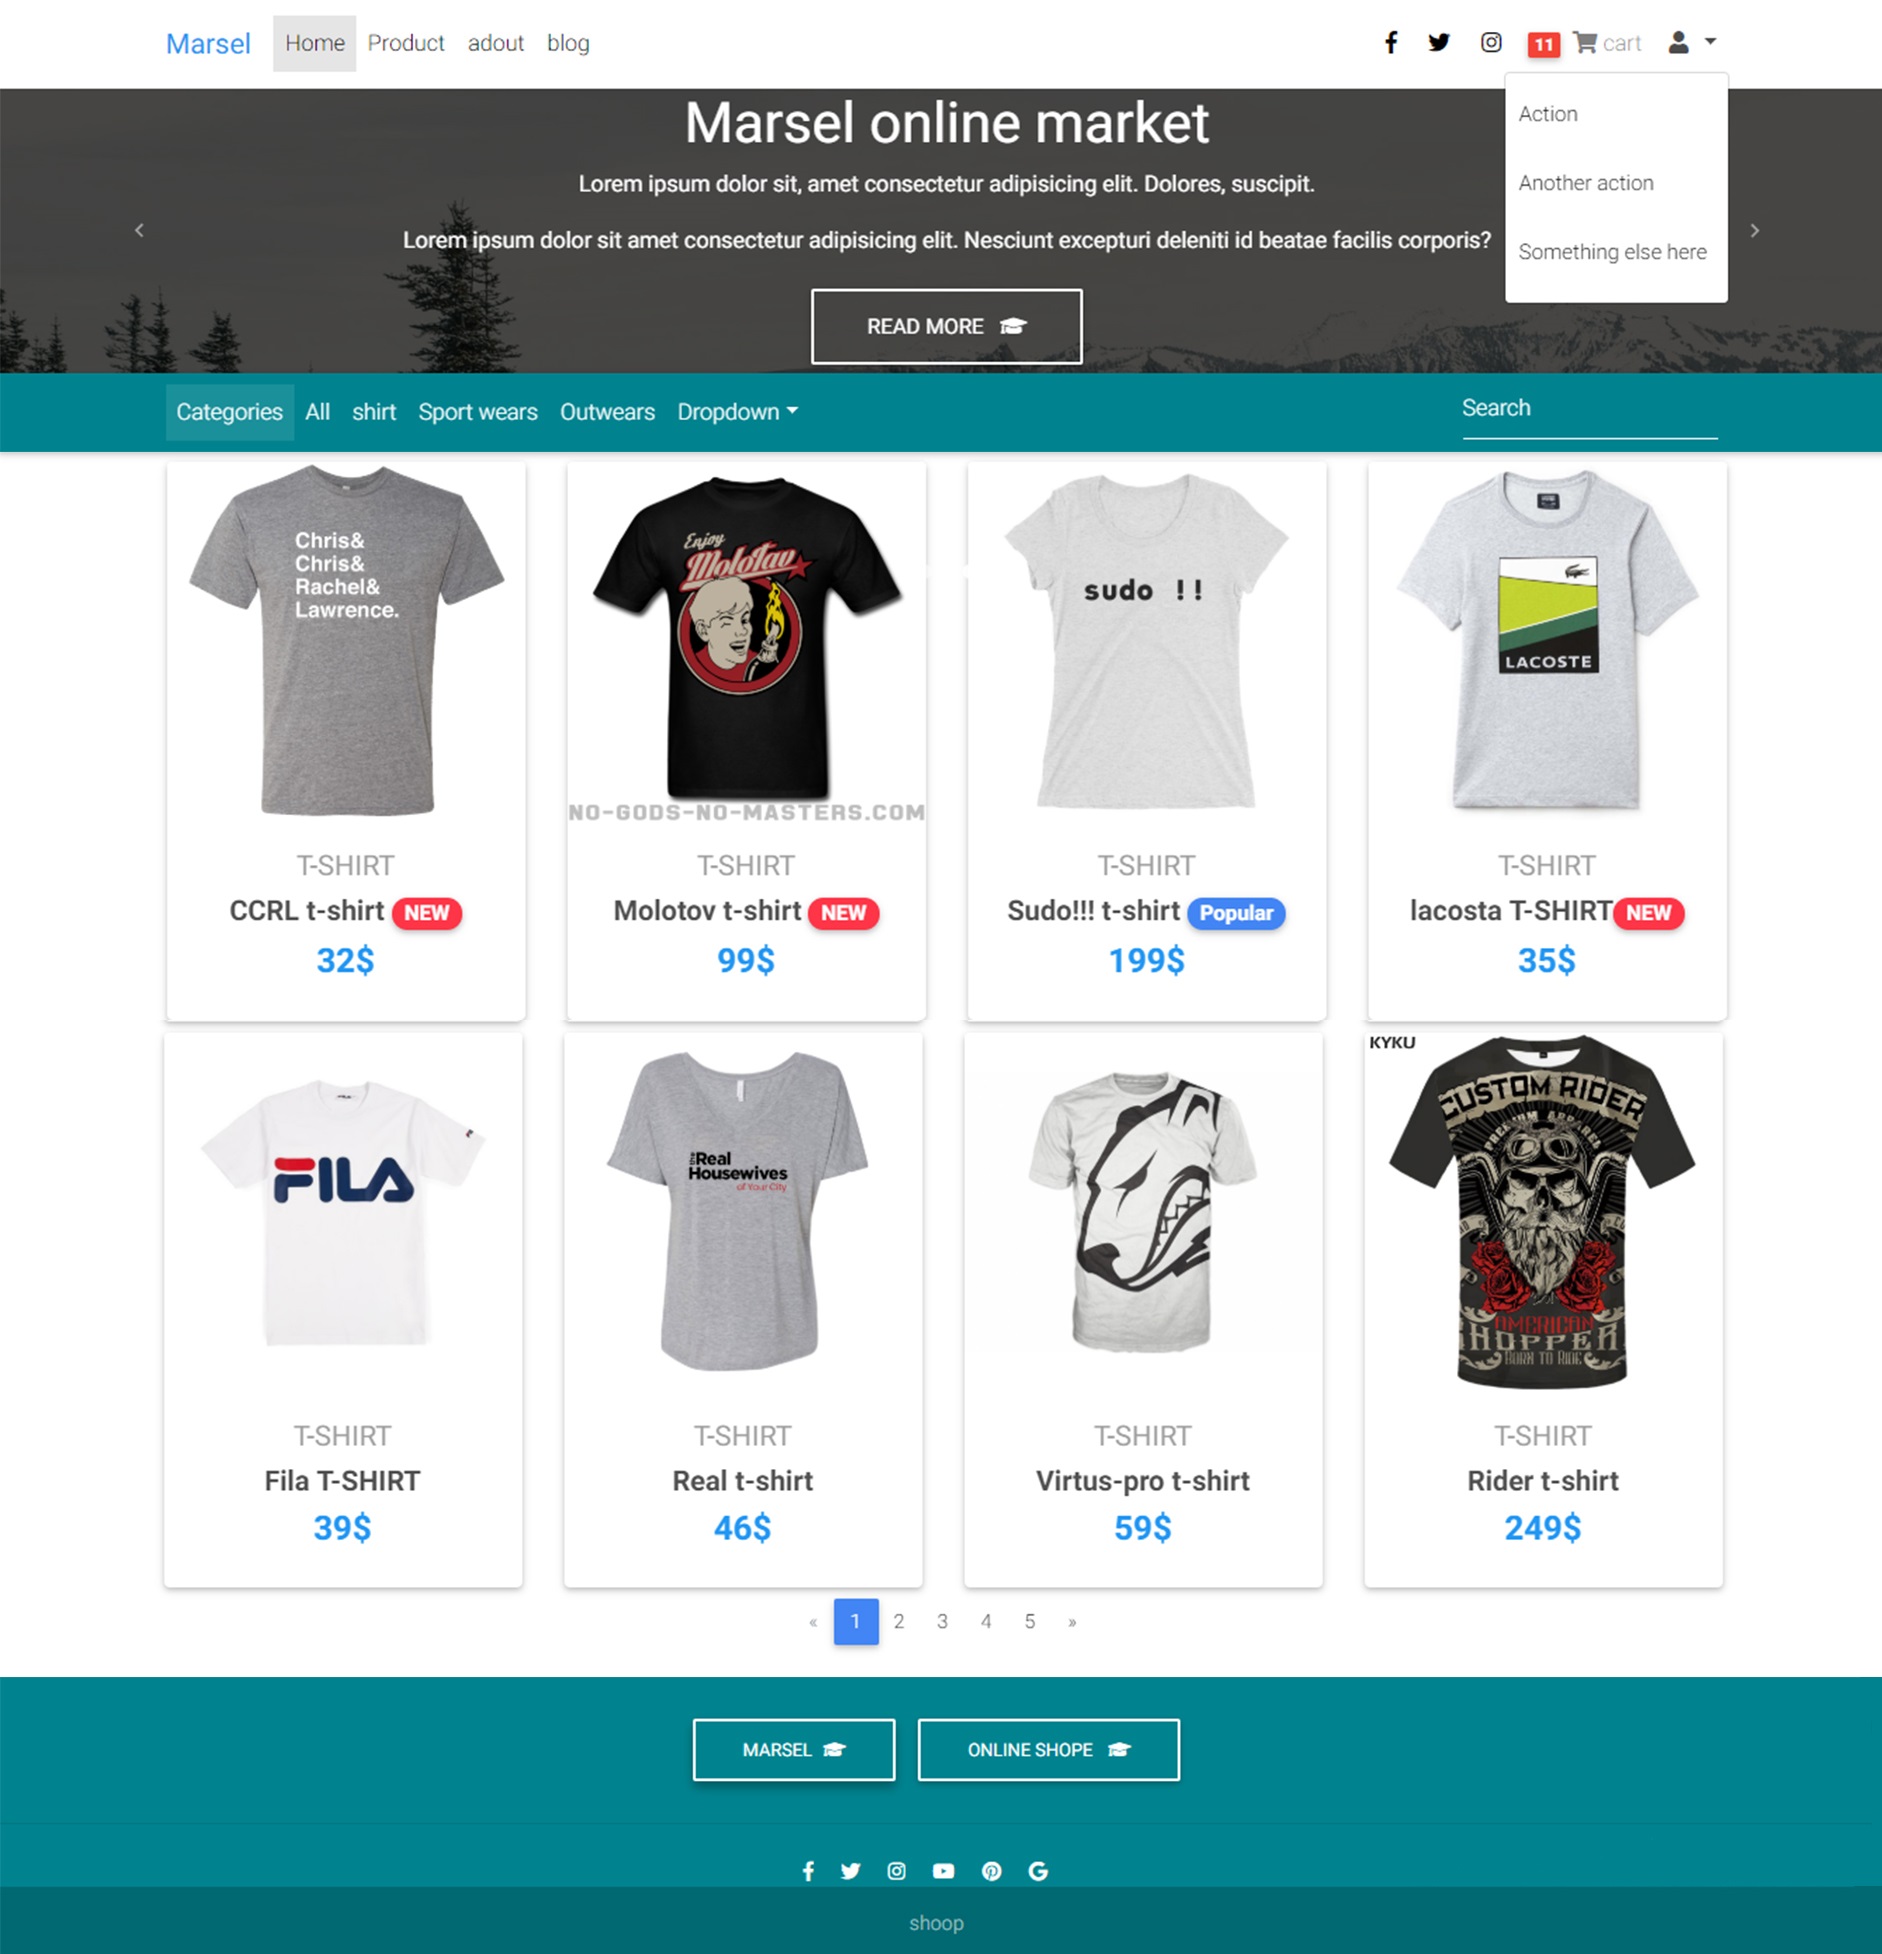 Marsel Home Product adout blog 11 cart
Action
Another action
Something else here
Marsel online market
Lorem ipsum dolor sit, amet consectetur adipisicing elit. Dolores, suscipit.
Lorem ipsum dolor sit amet consectetur adipisicing elit. Nesciunt excepturi deleniti id beatae facilis corporis?
READ MORE
Categories All shirt Sport wears Outwears Dropdown Search
Chris&
Chris&
Rachel&
Lawrence.
Enjoy
Molotav
NO-GODS-NO-MASTERS.COM
sudo !!
LACOSTE
T-SHIRT T-SHIRT T-SHIRT T-SHIRT
CCRL t-shirt NEW Molotov t-shirt NEW Sudo!!! t-shirt Popular lacosta T-SHIRT NEW
32$ 99$ 199$ 35$
FILA
the Real
Housewives
of Your City
KYKU
CUSTOM RIDER
AMERICAN
CHOPPER
BORN TO RIDE
T-SHIRT T-SHIRT T-SHIRT T-SHIRT
Fila T-SHIRT Real t-shirt Virtus-pro t-shirt Rider t-shirt
39$ 46$ 59$ 249$
« 1 2 3 4 5 »
MARSEL ONLINE SHOPE
shoop